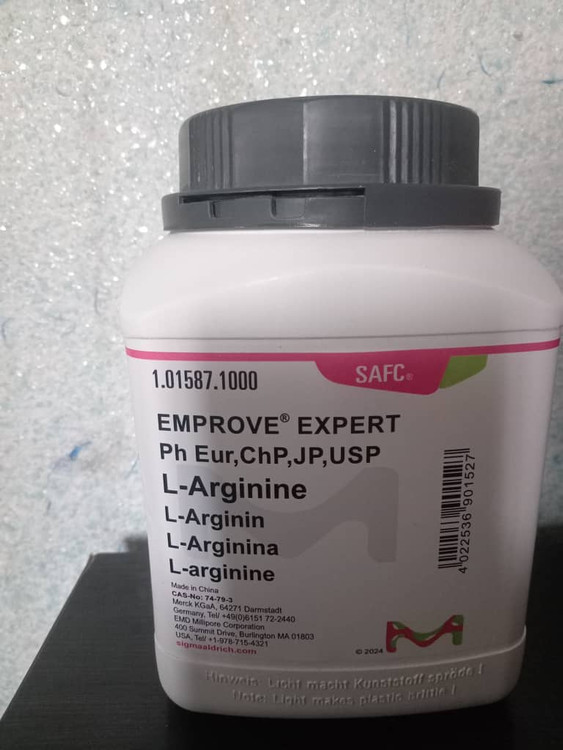 1.01587.1000
SAFC®
EMPROVE® EXPERT
Ph Eur,ChP,JP,USP
L-Arginine
L-Arginin
L-Arginina
L-arginine
Made in China
CAS-No: 74-79-3
Merck KGaA, 64271 Darmstadt
Germany, Tel/ +49(0)6151 72-2440
EMD Millipore Corporation
400 Summit Drive, Burlington MA 01803
USA, Tel/ +1-978-715-4321
sigmaaldrich.com
© 2024
4 022536 901527
Hinweis: Licht macht Kunststoff spröde !
Note: Light makes plastic brittle !